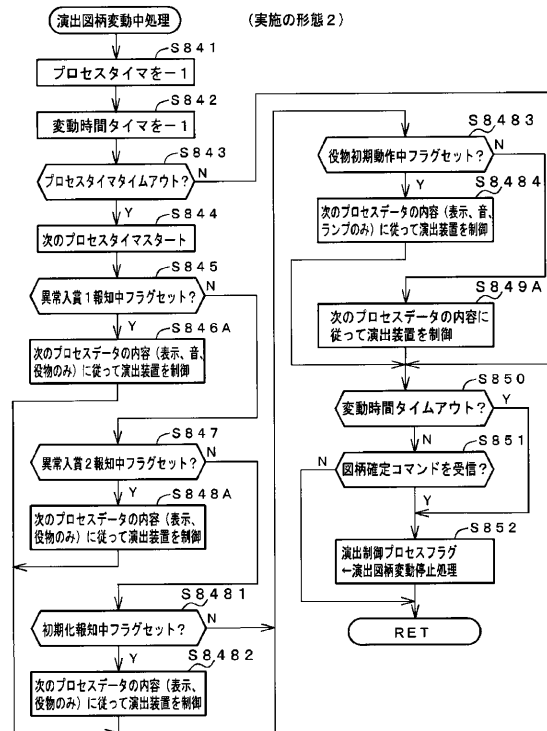 (実施の形態2)
演出図柄変動中処理
S841
プロセスタイマを－1
S842
変動時間タイマを－1
S843
プロセスタイマタイムアウト?
N
Y
S844
次のプロセスタイマスタート
S845
異常入賞1報知中フラグセット?
N
Y
S846A
次のプロセスデータの内容(表示、音、
役物のみ)に従って演出装置を制御
S847
異常入賞2報知中フラグセット?
N
Y
S848A
次のプロセスデータの内容(表示、
役物のみ)に従って演出装置を制御
S8481
初期化報知中フラグセット?
N
Y
S8482
次のプロセスデータの内容(表示、
役物のみ)に従って演出装置を制御
S8483
役物初期動作中フラグセット?
N
Y
S8484
次のプロセスデータの内容(表示、音、
ランプのみ)に従って演出装置を制御
S849A
次のプロセスデータの内容に
従って演出装置を制御
S850
変動時間タイムアウト?
Y
N
S851
N
図柄確定コマンドを受信?
Y
S852
演出制御プロセスフラグ
←演出図柄変動停止処理
RET